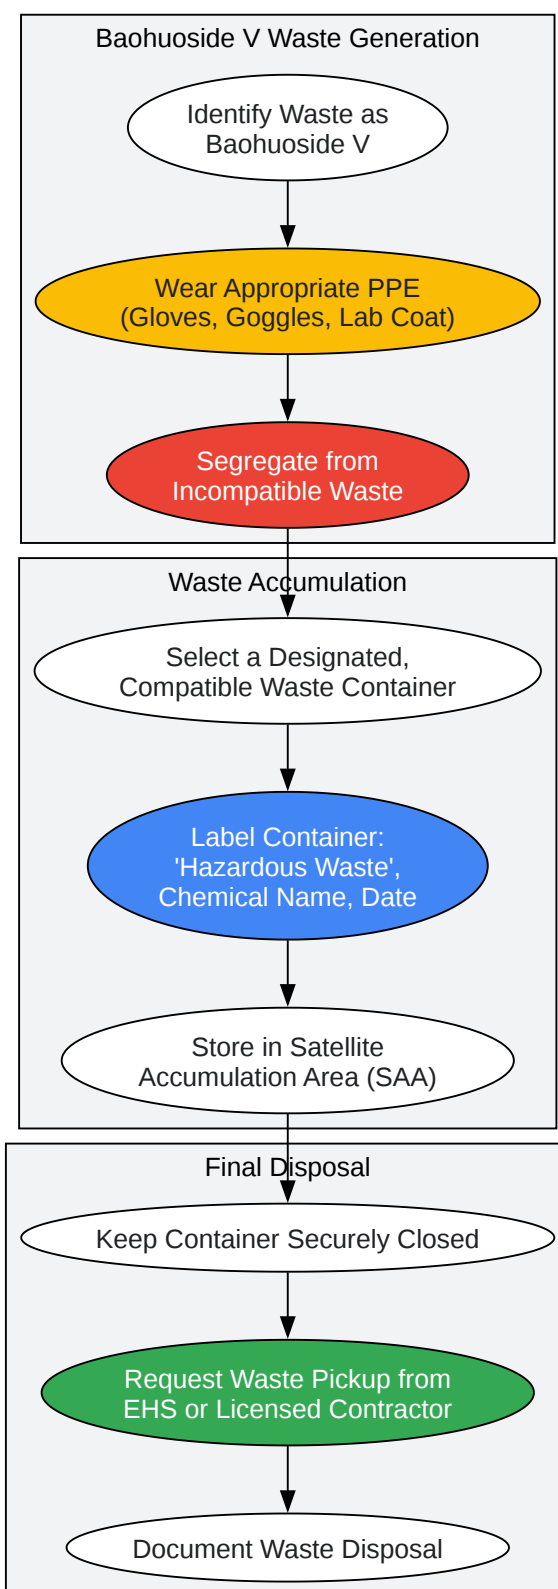 Baohuoside V Waste Generation
Identify Waste as
Baohuoside V
Wear Appropriate PPE
(Gloves, Goggles, Lab Coat)
Segregate from
Incompatible Waste
Waste Accumulation
Select a Designated,
Compatible Waste Container
Label Container:
'Hazardous Waste',
Chemical Name, Date
Store in Satellite
Accumulation Area (SAA)
Final Disposal
Keep Container Securely Closed
Request Waste Pickup from
EHS or Licensed Contractor
Document Waste Disposal